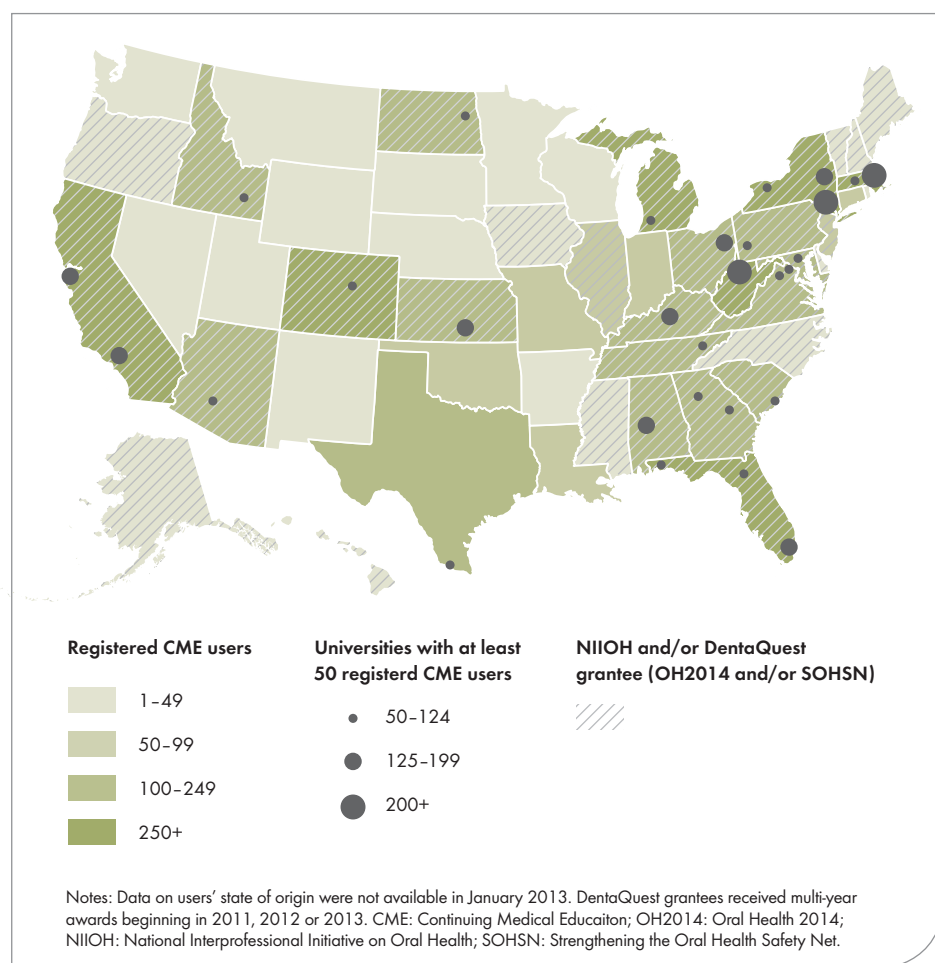 Registered CME users
1–49
50–99
100–249
250+
Universities with at least
50 registerd CME users
50–124
125–199
200+
NIIOH and/or DentaQuest
grantee (OH2014 and/or SOHSN)
Notes: Data on users’ state of origin were not available in January 2013. DentaQuest grantees received multi-year
awards beginning in 2011, 2012 or 2013. CME: Continuing Medical Educaiton; OH2014: Oral Health 2014;
NIIOH: National Interprofessional Initiative on Oral Health; SOHSN: Strengthening the Oral Health Safety Net.